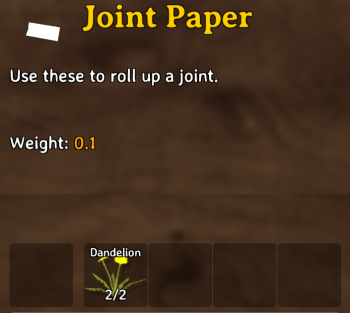 Joint Paper
Use these to roll up a joint.
Weight: 0.1
Dandelion
2/2